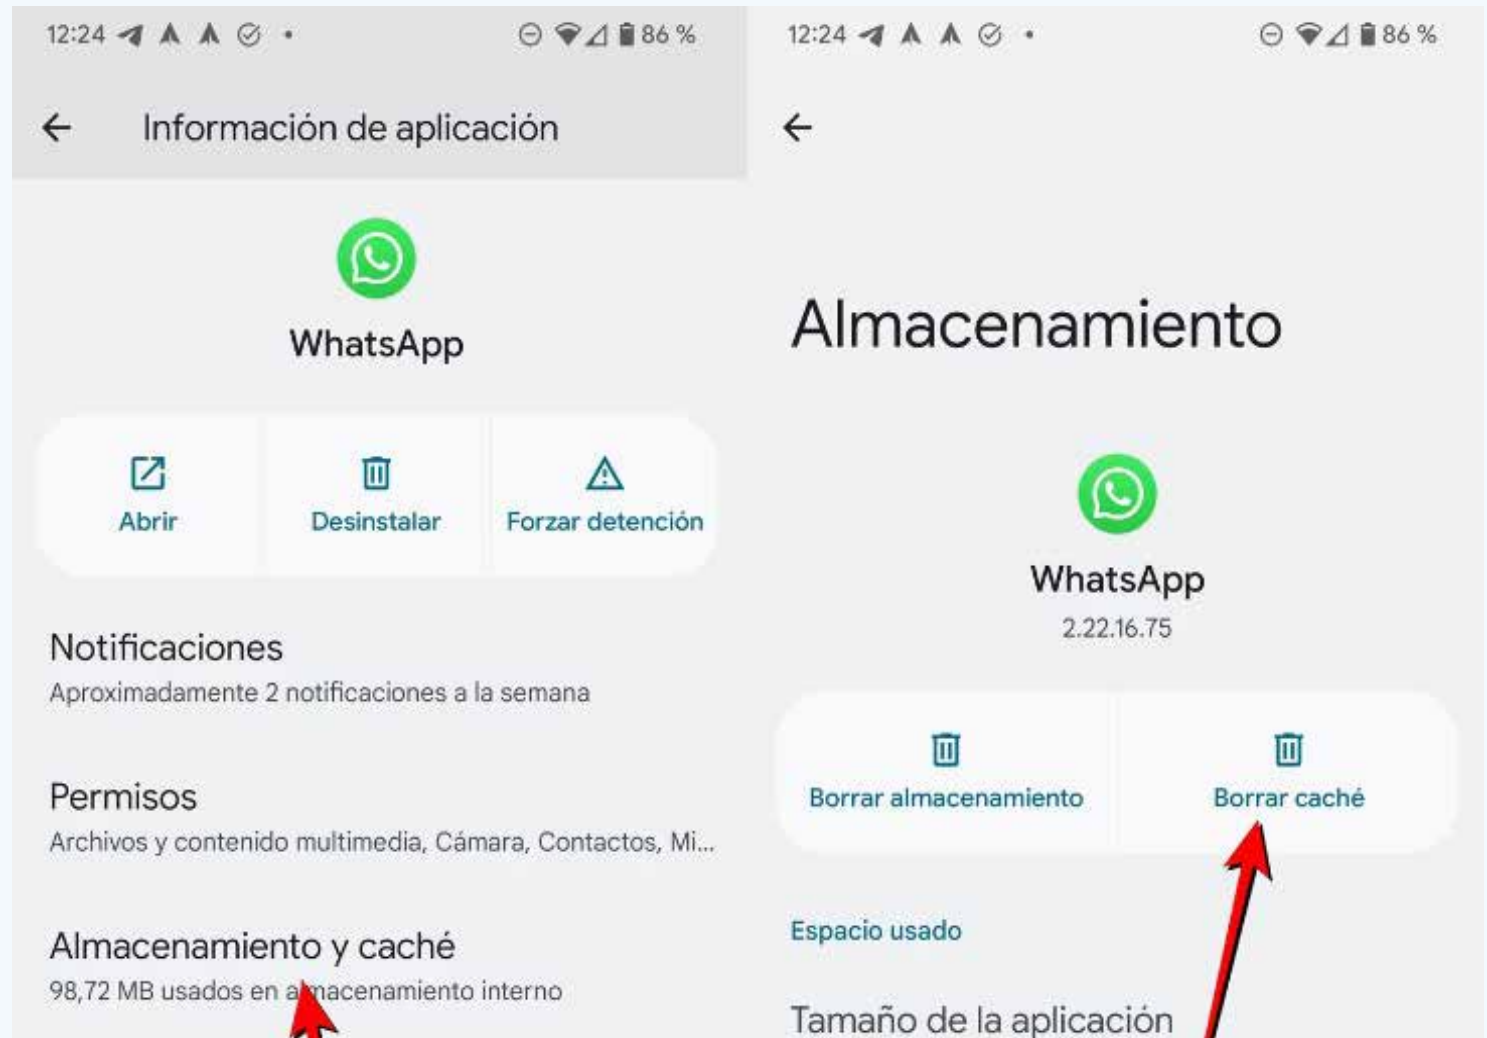 12:24
86 %
Información de aplicación
WhatsApp
Abrir
Desinstalar
Forzar detención
Notificaciones
Aproximadamente 2 notificaciones a la semana
Permisos
Archivos y contenido multimedia, Cámara, Contactos, Mi...
Almacenamiento y caché
98,72 MB usados en almacenamiento interno
12:24
86 %
Almacenamiento
WhatsApp
2.22.16.75
Borrar almacenamiento
Borrar caché
Espacio usado
Tamaño de la aplicación